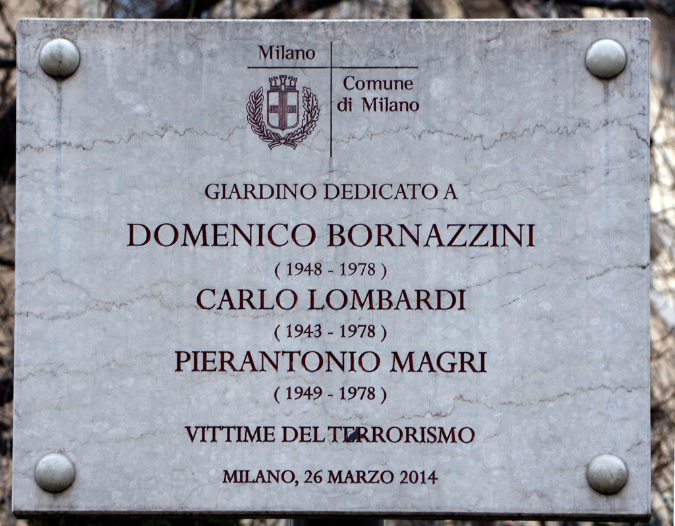 Milano
Comune
di Milano
GIARDINO DEDICATO A
DOMENICO BORNAZZINI
( 1948 - 1978 )
CARLO LOMBARDI
( 1943 - 1978 )
PIERANTONIO MAGRI
( 1949 - 1978 )
VITTIME DEL TERRORISMO
MILANO, 26 MARZO 2014